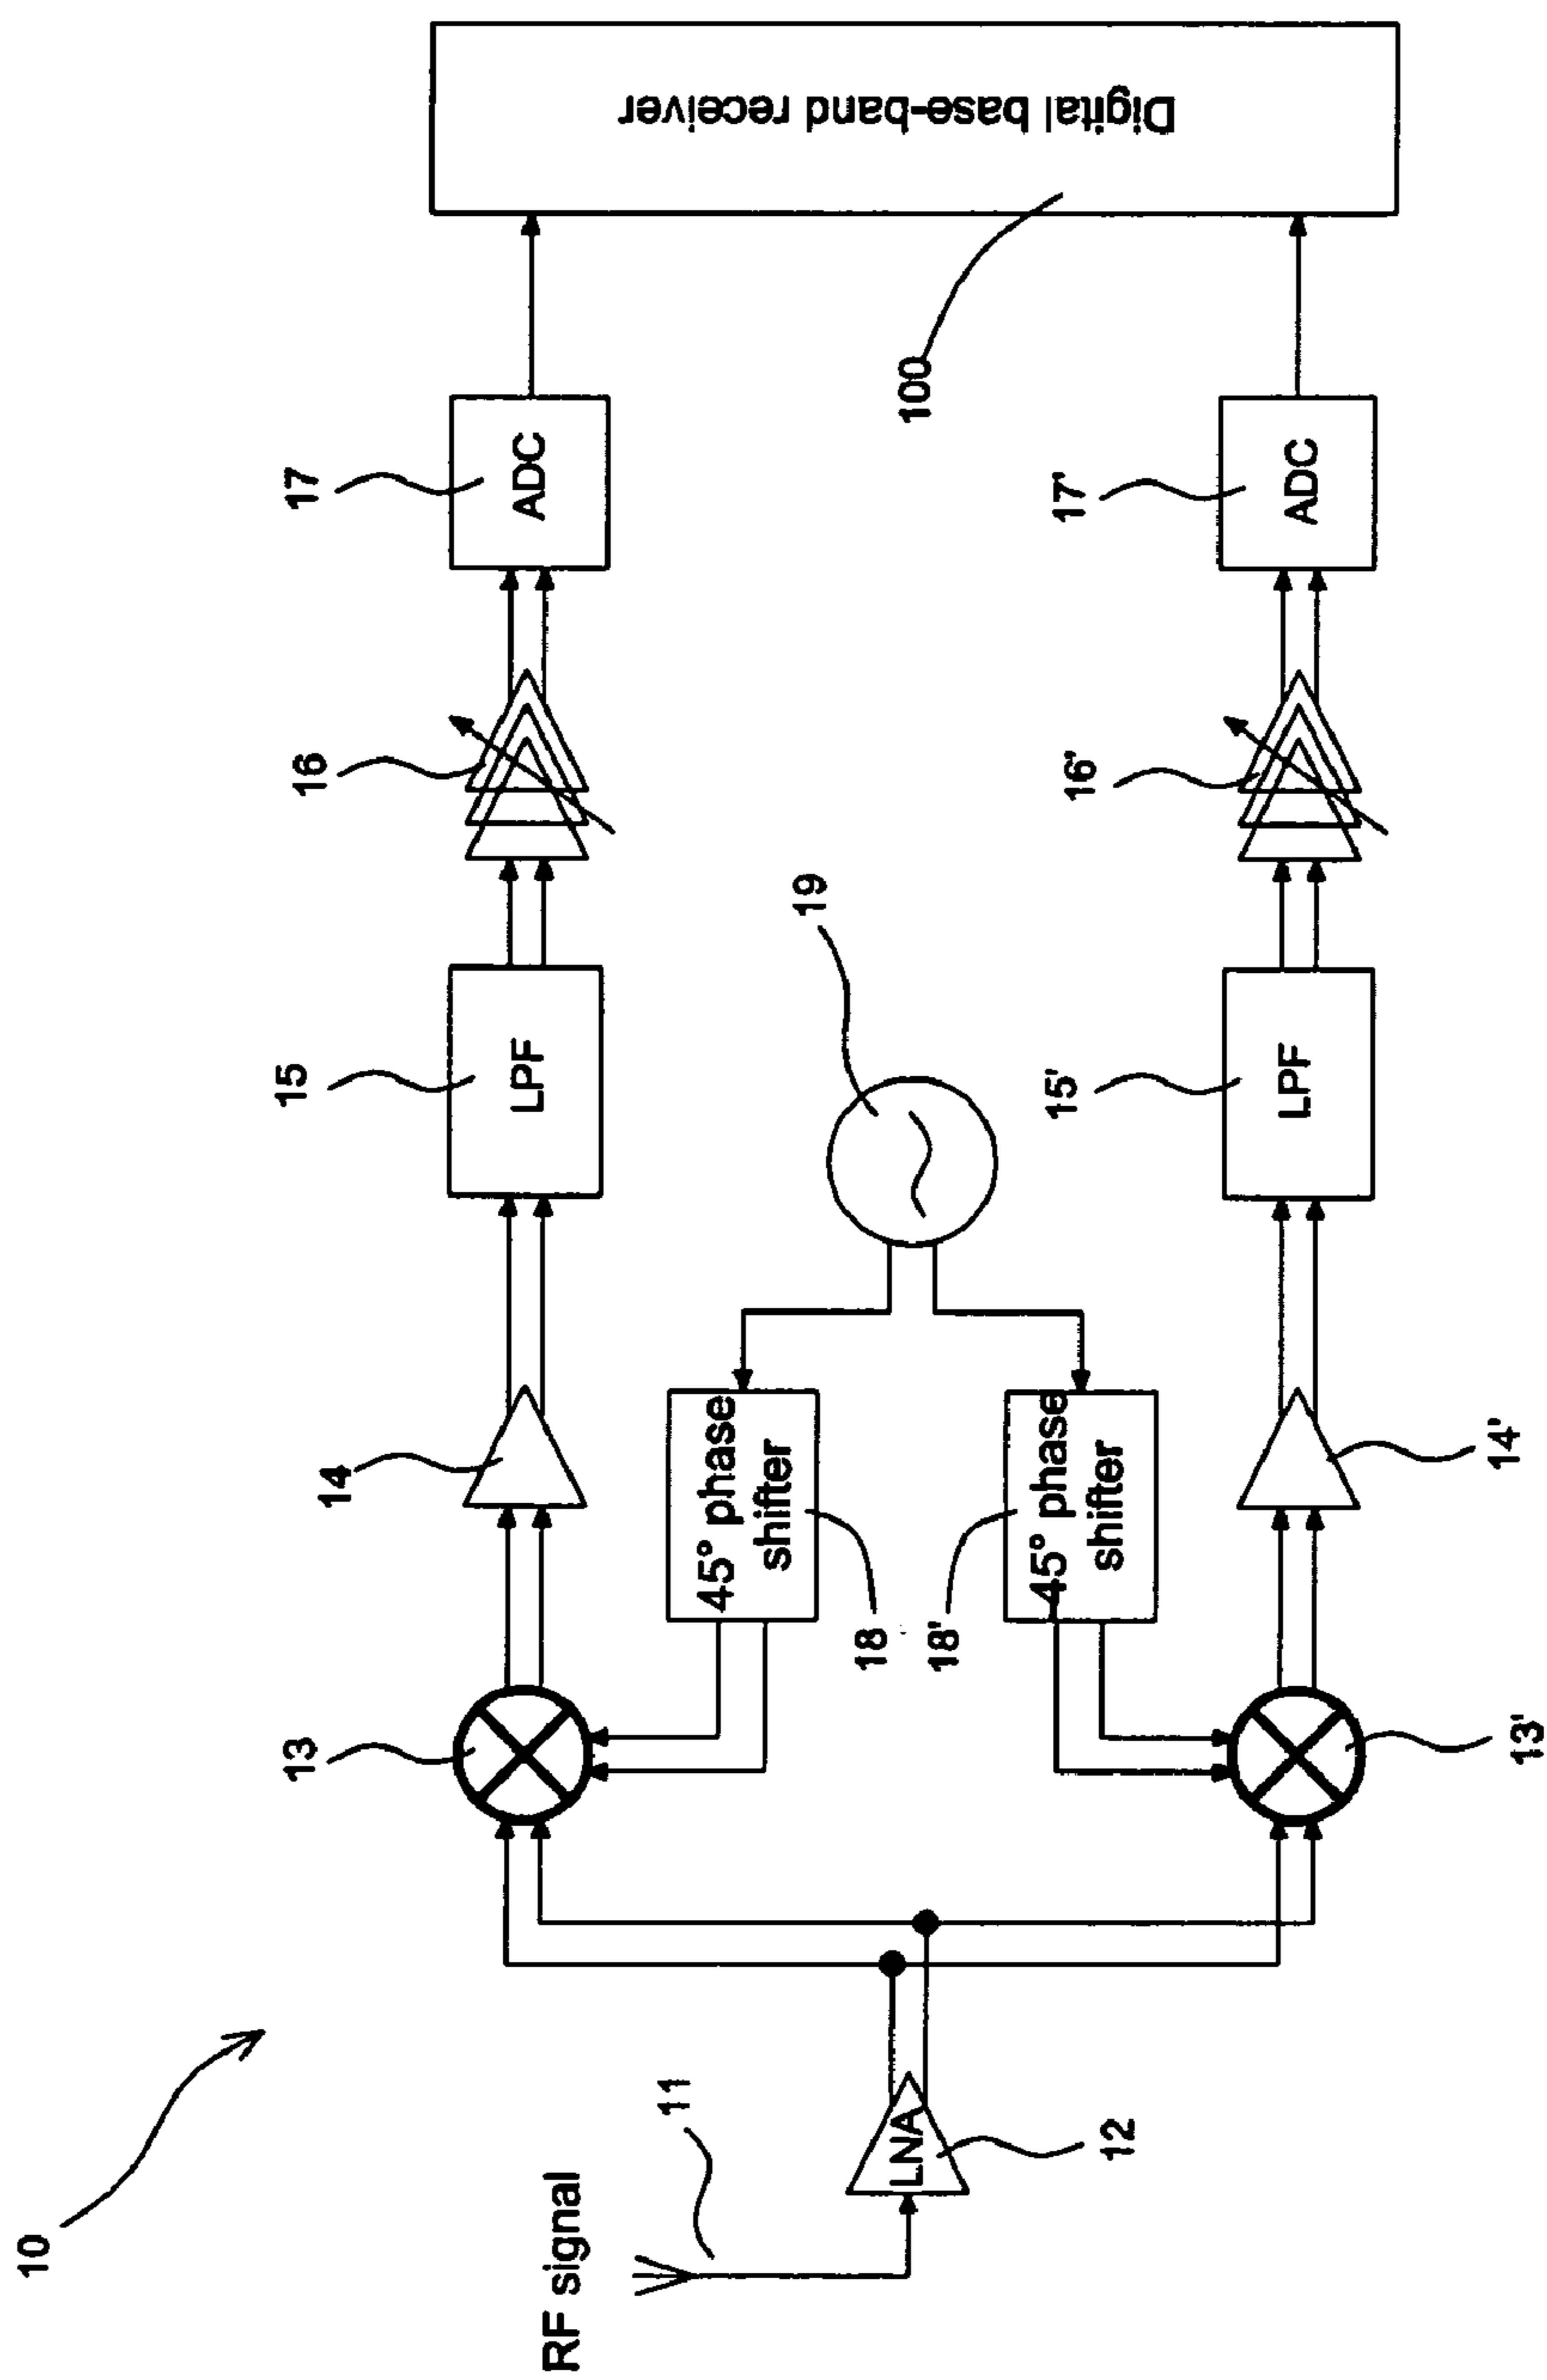 10
RF signal
11
LNA
12
13
14
15
LPF
16
17
ADC
45° phase
shifter
18
19
18'
45° phase
shifter
13'
14'
15'
LPF
16'
17'
ADC
100
Digital base-band receiver